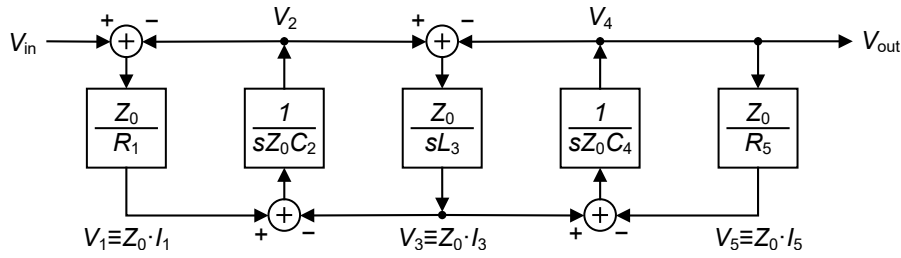 V2 V4
+ − + −
Vin Vout
Z0 1 Z0 1 Z0
R1 sZ0C2 sL3 sZ0C4 R5
+ + + +
+ − + −
V1≡Z0·I1 V3≡Z0·I3 V5≡Z0·I5